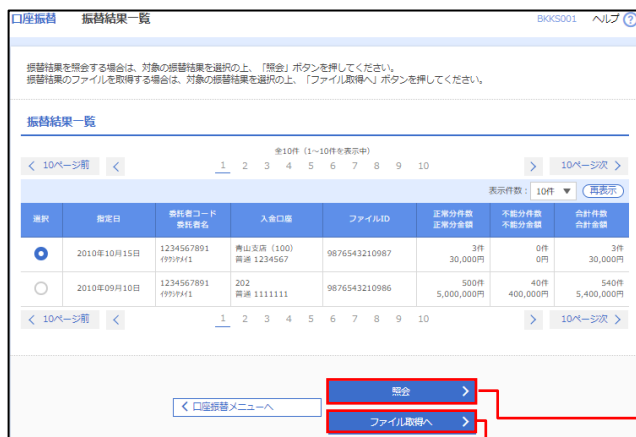 口座振替 振替結果一覧 BKKS001 ヘルプ ?
振替結果を照会する場合は、対象の振替結果を選択の上、「照会」ボタンを押してください。
振替結果のファイルを取得する場合は、対象の振替結果を選択の上、「ファイル取得へ」ボタンを押してください。
振替結果一覧
全10件（1～10件を表示中）
10ページ前 1 2 3 4 5 6 7 8 9 10 10ページ次
表示件数： 10件 ▼ 再表示
選択 指定日 委託者コード 委託者名 入金口座 ファイルID 正常分件数 正常分金額 不能分件数 不能分金額 合計件数 合計金額
2010年10月15日 1234567891 ｲﾀｸｼﾔﾒｲ1 青山支店（100） 普通 1234567 9876543210987 3件 30,000円 0件 0円 3件 30,000円
2010年09月10日 1234567891 ｲﾀｸｼﾔﾒｲ1 202 普通 1111111 9876543210986 500件 5,000,000円 40件 400,000円 540件 5,400,000円
10ページ前 1 2 3 4 5 6 7 8 9 10 10ページ次
照会
口座振替メニューへ
ファイル取得へ